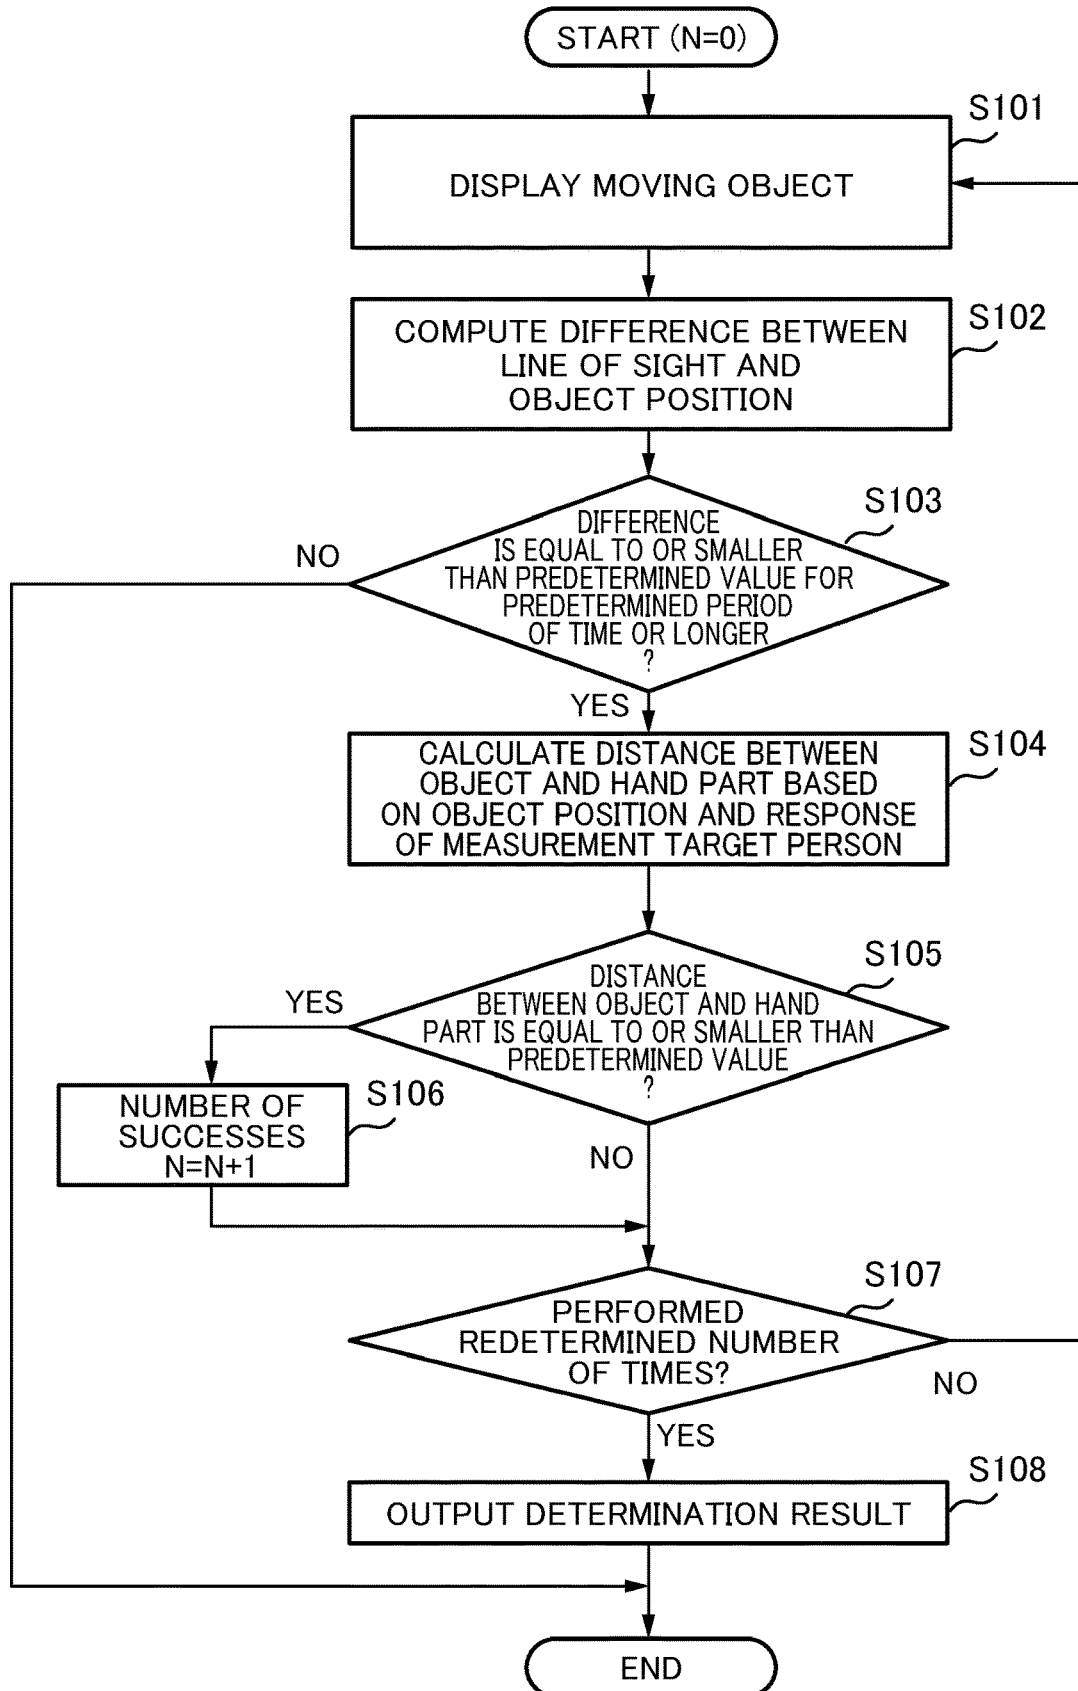 START (N=0)
S101
DISPLAY MOVING OBJECT
S102
COMPUTE DIFFERENCE BETWEEN
LINE OF SIGHT AND
OBJECT POSITION
S103
DIFFERENCE
IS EQUAL TO OR SMALLER
THAN PREDETERMINED VALUE FOR
PREDETERMINED PERIOD
OF TIME OR LONGER
?
NO
YES
S104
CALCULATE DISTANCE BETWEEN
OBJECT AND HAND PART BASED
ON OBJECT POSITION AND RESPONSE
OF MEASUREMENT TARGET PERSON
S105
DISTANCE
BETWEEN OBJECT AND HAND
PART IS EQUAL TO OR SMALLER THAN
PREDETERMINED VALUE
?
YES
S106
NUMBER OF
SUCCESSES
N=N+1
NO
S107
PERFORMED
REDETERMINED NUMBER
OF TIMES?
NO
YES
S108
OUTPUT DETERMINATION RESULT
END